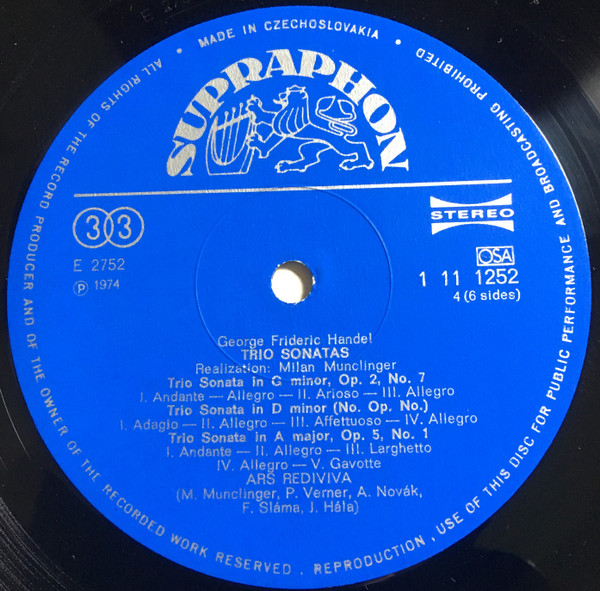 E 2752
MADE IN CZECHOSLOVAKIA
ALL RIGHTS OF THE RECORD PRODUCER AND OF THE OWNER OF THE RECORDED WORK RESERVED . REPRODUCTION , USE OF THIS DISC FOR PUBLIC PERFORMANCE AND BROADCASTING PROHIBITED
SUPRAPHON
33
STEREO
E 2752
℗ 1974
OSA
1 11 1252
4 (6 sides)
George Frideric Handel
TRIO SONATAS
Realization: Milan Munclinger
Trio Sonata in G minor, Op. 2, No. 7
I. Andante — Allegro — II. Arioso — III. Allegro
Trio Sonata in D minor (No. Op. No.)
I. Adagio — II. Allegro — III. Affettuoso — IV. Allegro
Trio Sonata in A major, Op. 5, No. 1
I. Andante — II. Allegro — III. Larghetto
IV. Allegro — V. Gavotte
ARS REDIVIVA
(M. Munclinger, P. Verner, A. Novák,
F. Sláma, J. Hála)